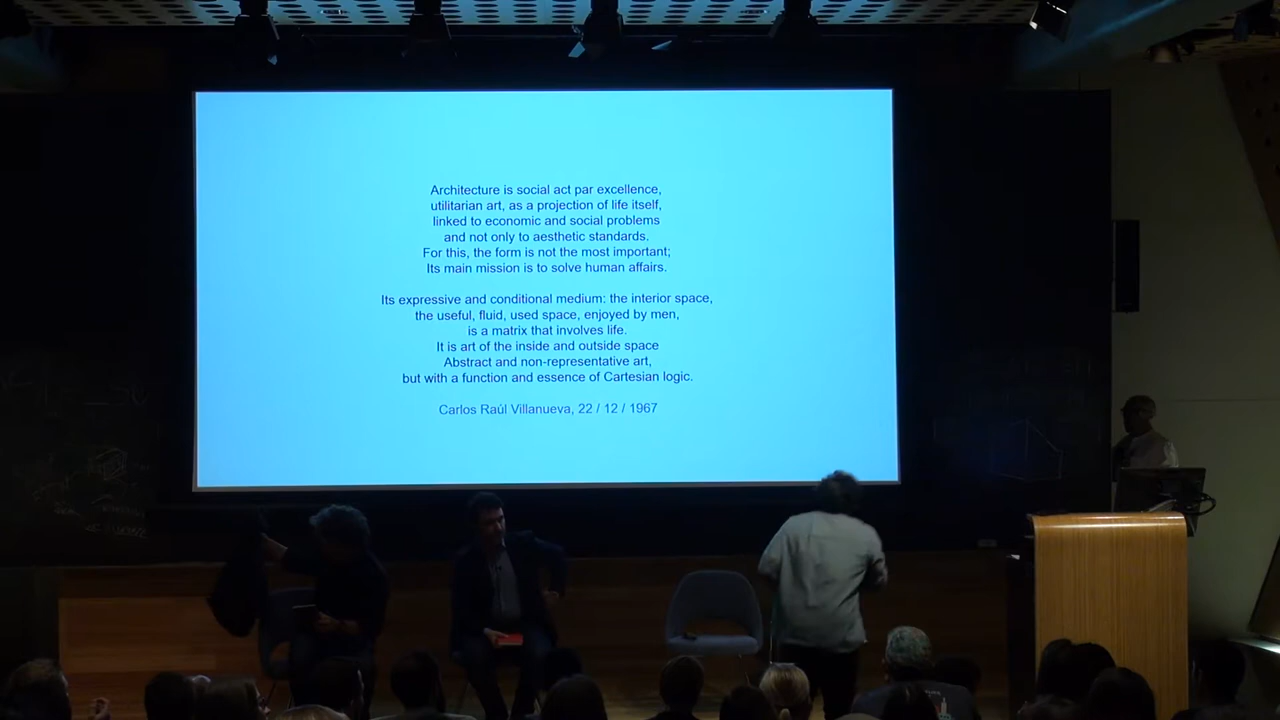 Architecture is social act par excellence,
utilitarian art, as a projection of life itself,
linked to economic and social problems
and not only to aesthetic standards.
For this, the form is not the most important;
Its main mission is to solve human affairs.
Its expressive and conditional medium: the interior space,
the useful, fluid, used space, enjoyed by men,
is a matrix that involves life.
It is art of the inside and outside space
Abstract and non-representative art,
but with a function and essence of Cartesian logic.
Carlos Raúl Villanueva, 22 / 12 / 1967